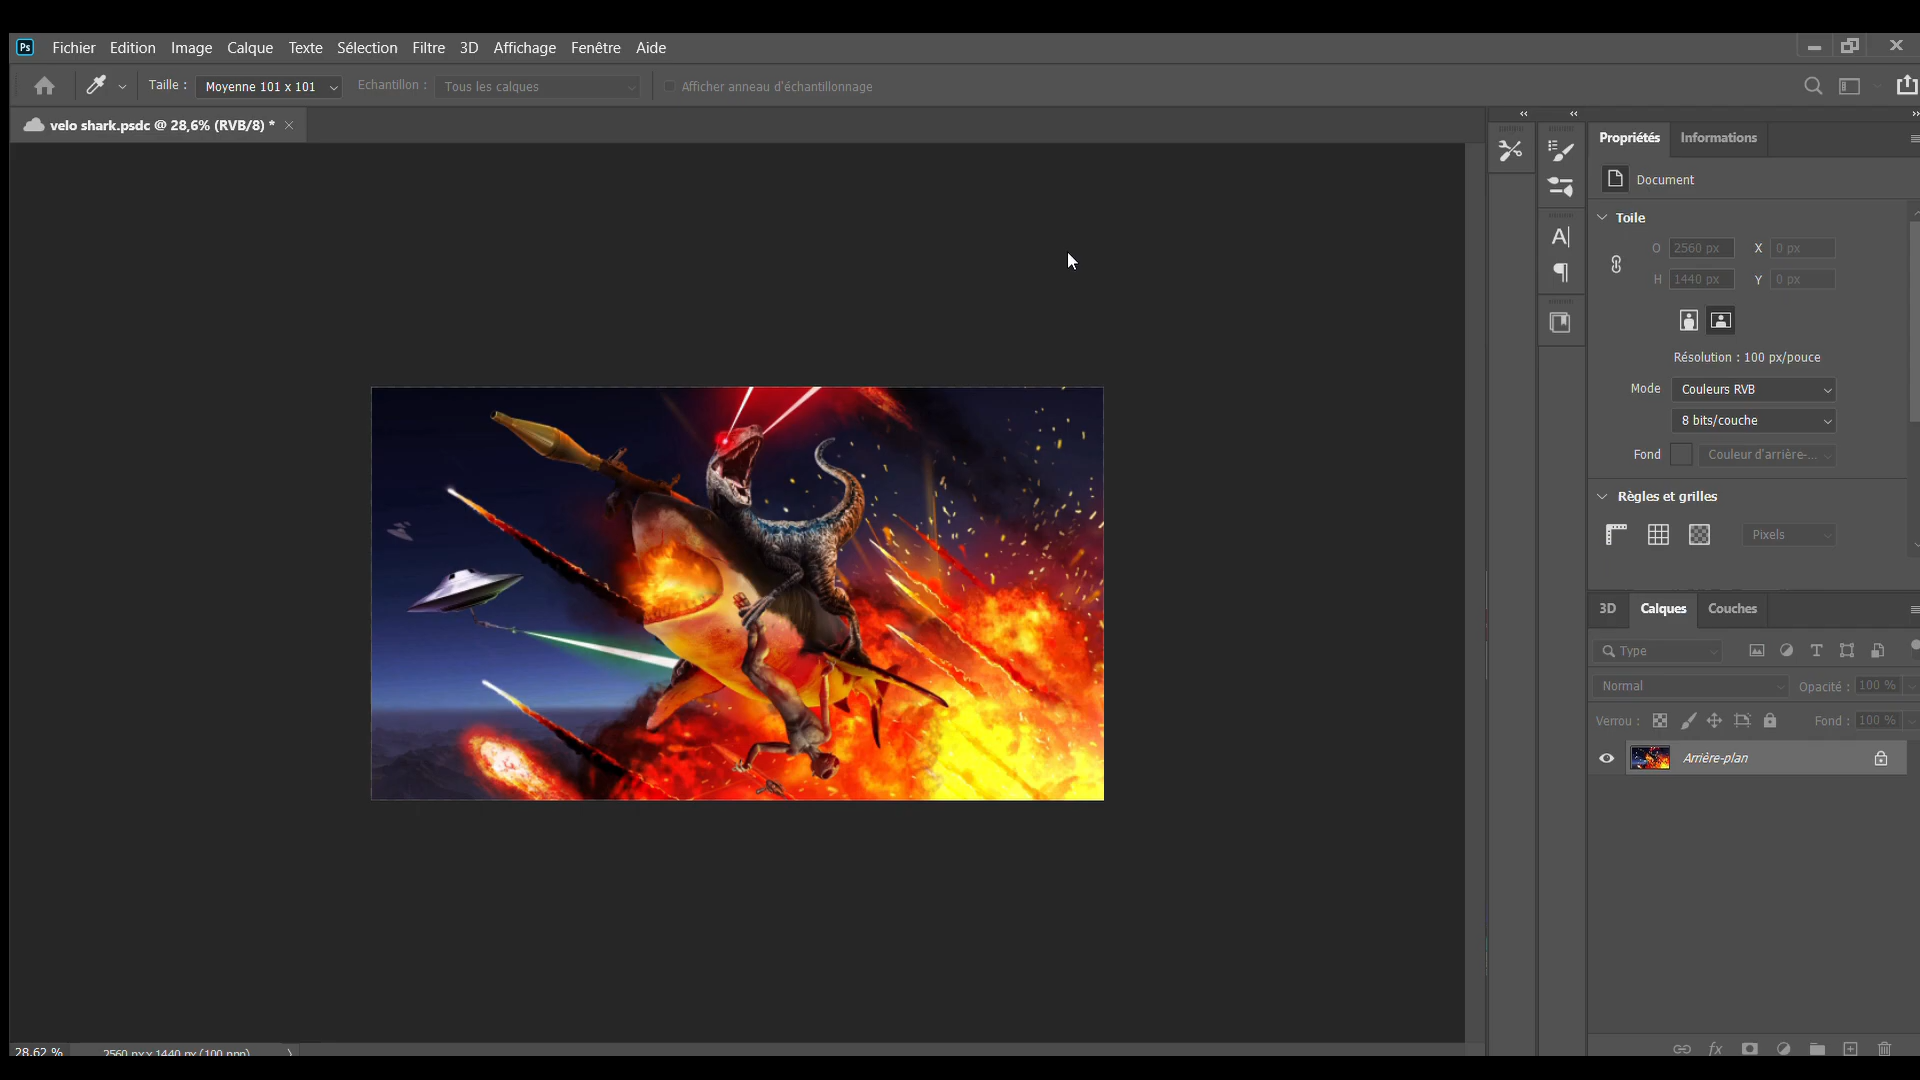 Ps Fichier Edition Image Calque Texte Sélection Filtre 3D Affichage Fenêtre Aide
Taille : Moyenne 101 x 101 Echantillon : Tous les calques Afficher anneau d'échantillonnage
velo shark.psdc @ 28,6% (RVB/8) *
Propriétés Informations
Document
Toile
O 2560 px X 0 px
H 1440 px Y 0 px
Résolution : 100 px/pouce
Mode Couleurs RVB
8 bits/couche
Fond Couleur d'arrière-...
Règles et grilles
Pixels
3D Calques Couches
Type
Normal Opacité : 100 %
Verrou : Fond : 100 %
Arrière-plan
28,62 % 2560 px x 1440 px (100 ppp)
fx